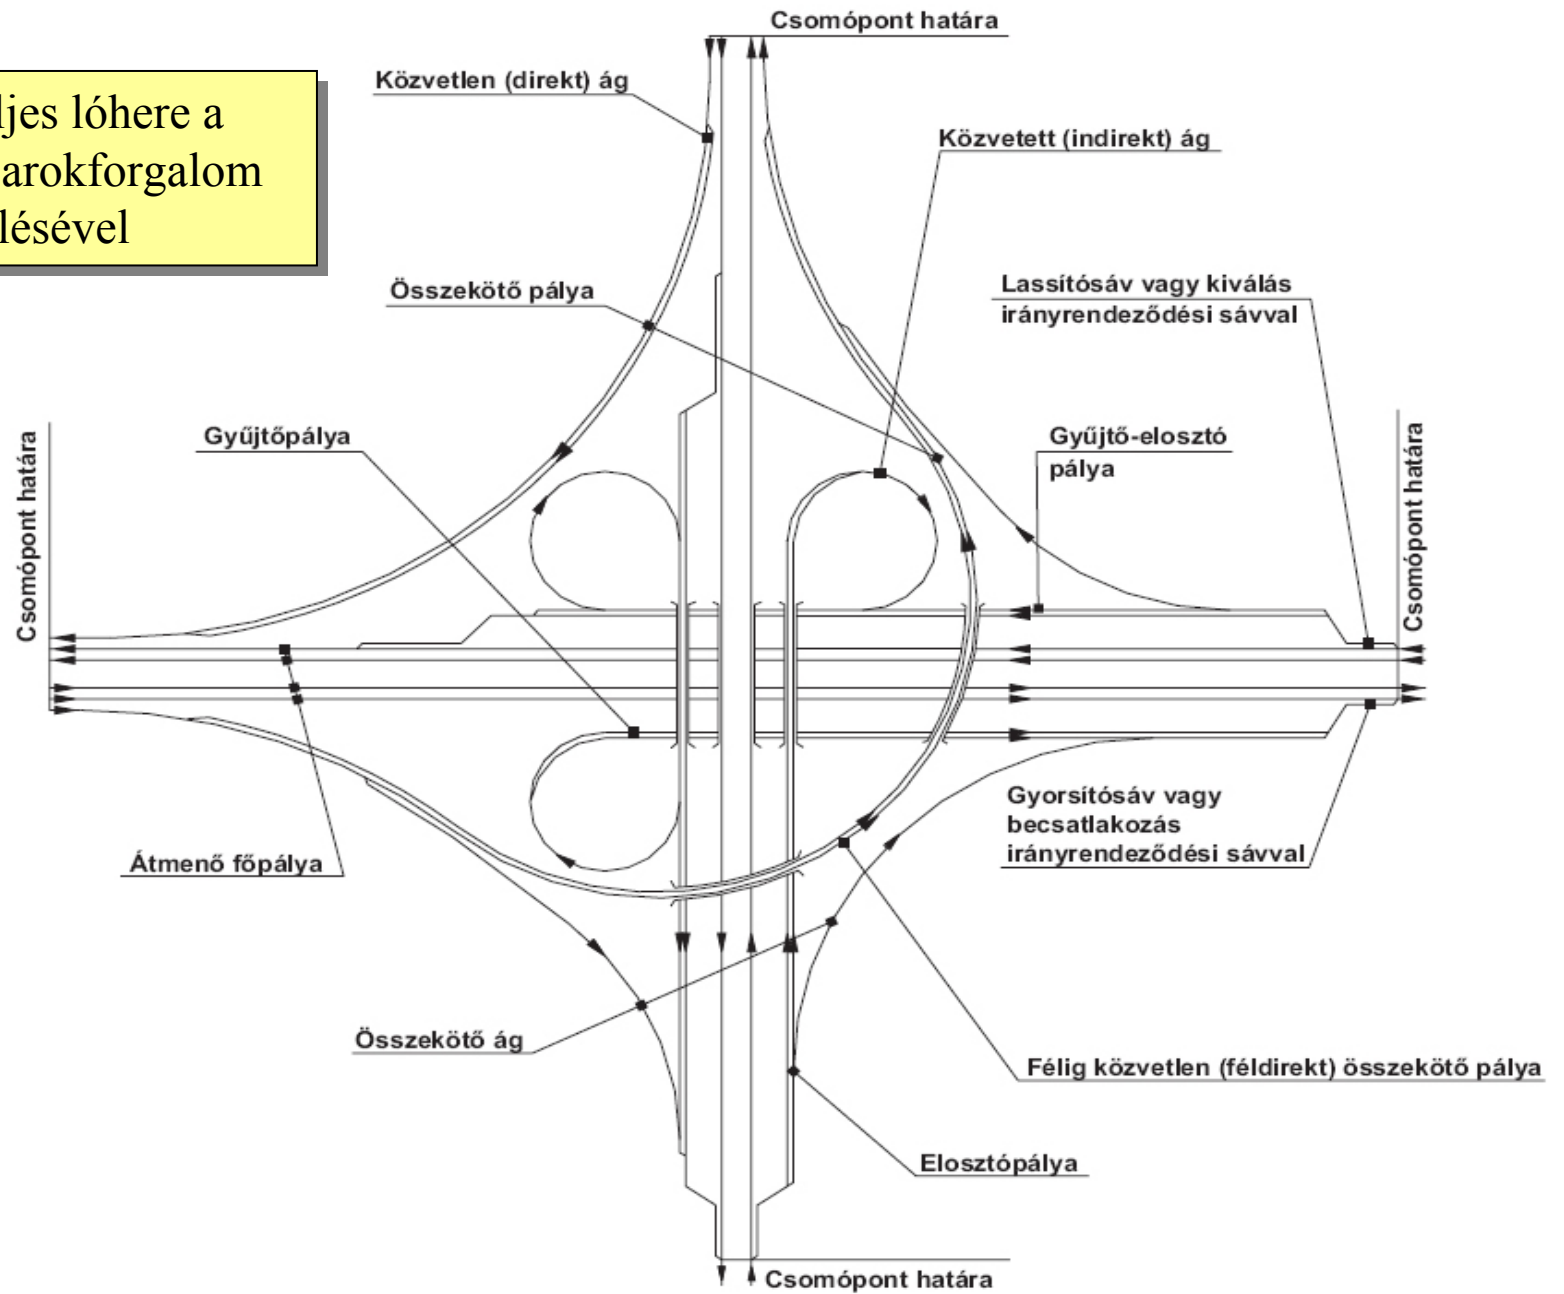 Csomópont határa
Közvetlen (direkt) ág
ljes lóhere a
arokforgalom
lésével
Közvetett (indirekt) ág
Összekötő pálya
Lassítósáv vagy kiválás
irányrendeződési sávval
Gyűjtőpálya
Gyűjtő-elosztó
pálya
Csomópont határa
Csomópont határa
Átmenő főpálya
Gyorsítósáv vagy
becsatlakozás
irányrendeződési sávval
Összekötő ág
Félig közvetlen (féldirekt) összekötő pálya
Elosztópálya
Csomópont határa